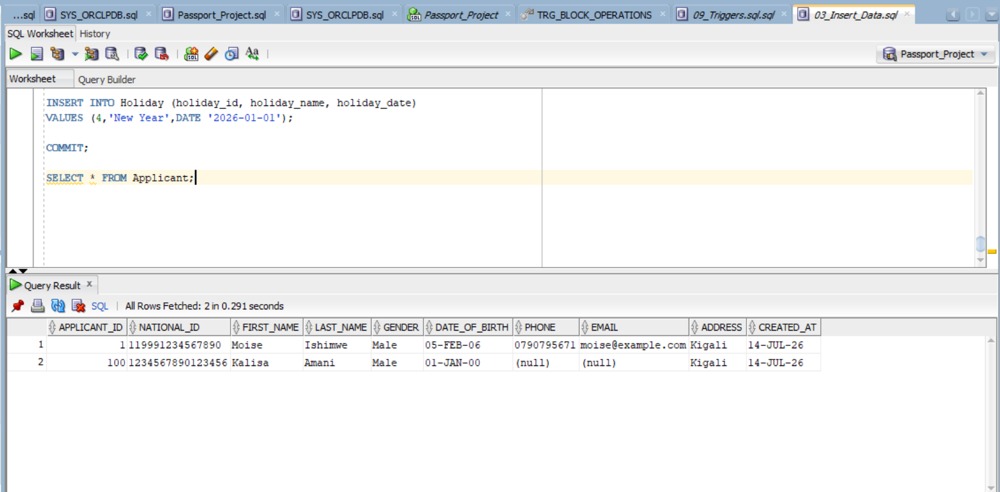 ...sql SYS_ORCLPDB.sql Passport_Project.sql SYS_ORCLPDB.sql Passport_Project TRG_BLOCK_OPERATIONS 09_Triggers.sql.sql 03_Insert_Data.sql
SQL Worksheet History
Passport_Project
Worksheet Query Builder
INSERT INTO Holiday (holiday_id, holiday_name, holiday_date)
VALUES (4,'New Year',DATE '2026-01-01');
COMMIT;
SELECT * FROM Applicant;
Query Result x
SQL | All Rows Fetched: 2 in 0.291 seconds
APPLICANT_ID NATIONAL_ID FIRST_NAME LAST_NAME GENDER DATE_OF_BIRTH PHONE EMAIL ADDRESS CREATED_AT
1 1 119991234567890 Moise Ishimwe Male 05-FEB-06 0790795671 moise@example.com Kigali 14-JUL-26
2 100 1234567890123456 Kalisa Amani Male 01-JAN-00 (null) (null) Kigali 14-JUL-26